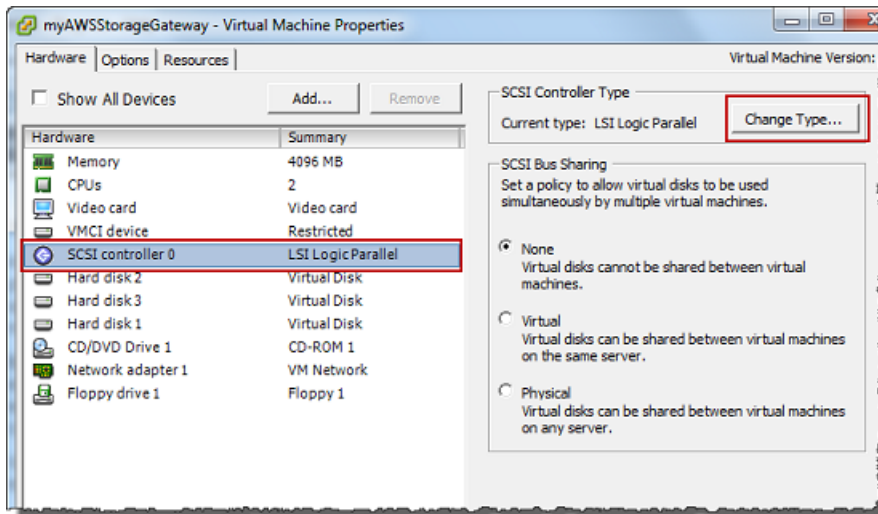 myAWSStorageGateway - Virtual Machine Properties
Hardware Options Resources
Virtual Machine Version:
Show All Devices
Add...
Remove
Hardware Summary
Memory 4096 MB
CPUs 2
Video card Video card
VMCI device Restricted
SCSI controller 0 LSI Logic Parallel
Hard disk 2 Virtual Disk
Hard disk 3 Virtual Disk
Hard disk 1 Virtual Disk
CD/DVD Drive 1 CD-ROM 1
Network adapter 1 VM Network
Floppy drive 1 Floppy 1
SCSI Controller Type
Current type: LSI Logic Parallel
Change Type...
SCSI Bus Sharing
Set a policy to allow virtual disks to be used
simultaneously by multiple virtual machines.
None
Virtual disks cannot be shared between virtual
machines.
Virtual
Virtual disks can be shared between virtual machines
on the same server.
Physical
Virtual disks can be shared between virtual machines
on any server.